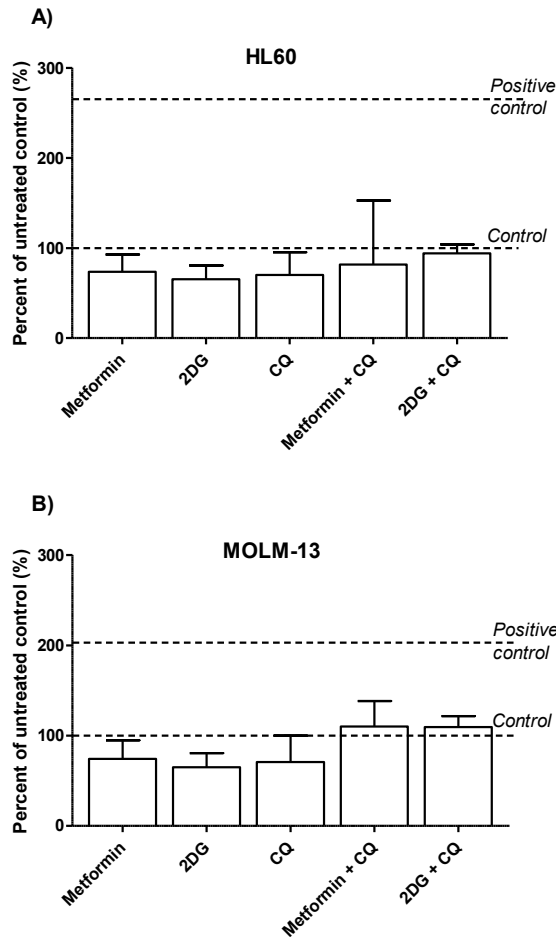 A)
HL60
Percent of untreated control (%)
300
200
100
0
Positive
control
Control
Metformin
2DG
CQ
Metformin + CQ
2DG + CQ
B)
MOLM-13
Percent of untreated control (%)
300
200
100
0
Positive
control
Control
Metformin
2DG
CQ
Metformin + CQ
2DG + CQ